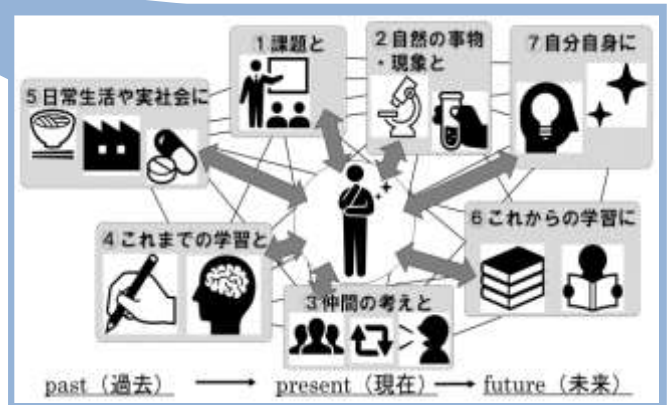 1課題と
2自然の事物
・現象と
7自分自身に
5日常生活や実社会に
4これまでの学習と
6これからの学習に
3仲間の考えと
past（過去） → present（現在） → future（未来）